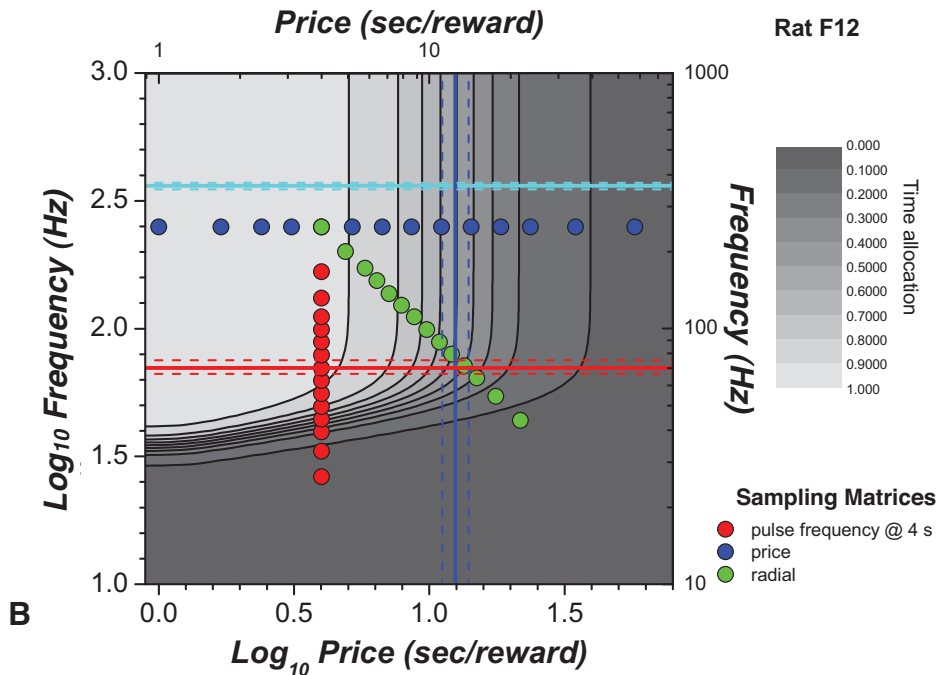 Price (sec/reward)
Rat F12
1 10
3.0
2.5
2.0
1.5
1.0
Log10 Frequency (Hz)
1000
100
10
Frequency (Hz)
0.000
0.1000
0.2000
0.3000
0.4000
0.5000
0.6000
0.7000
0.8000
0.9000
1.000
Time allocation
Sampling Matrices
pulse frequency @ 4 s
price
radial
0.0 0.5 1.0 1.5
B
Log10 Price (sec/reward)